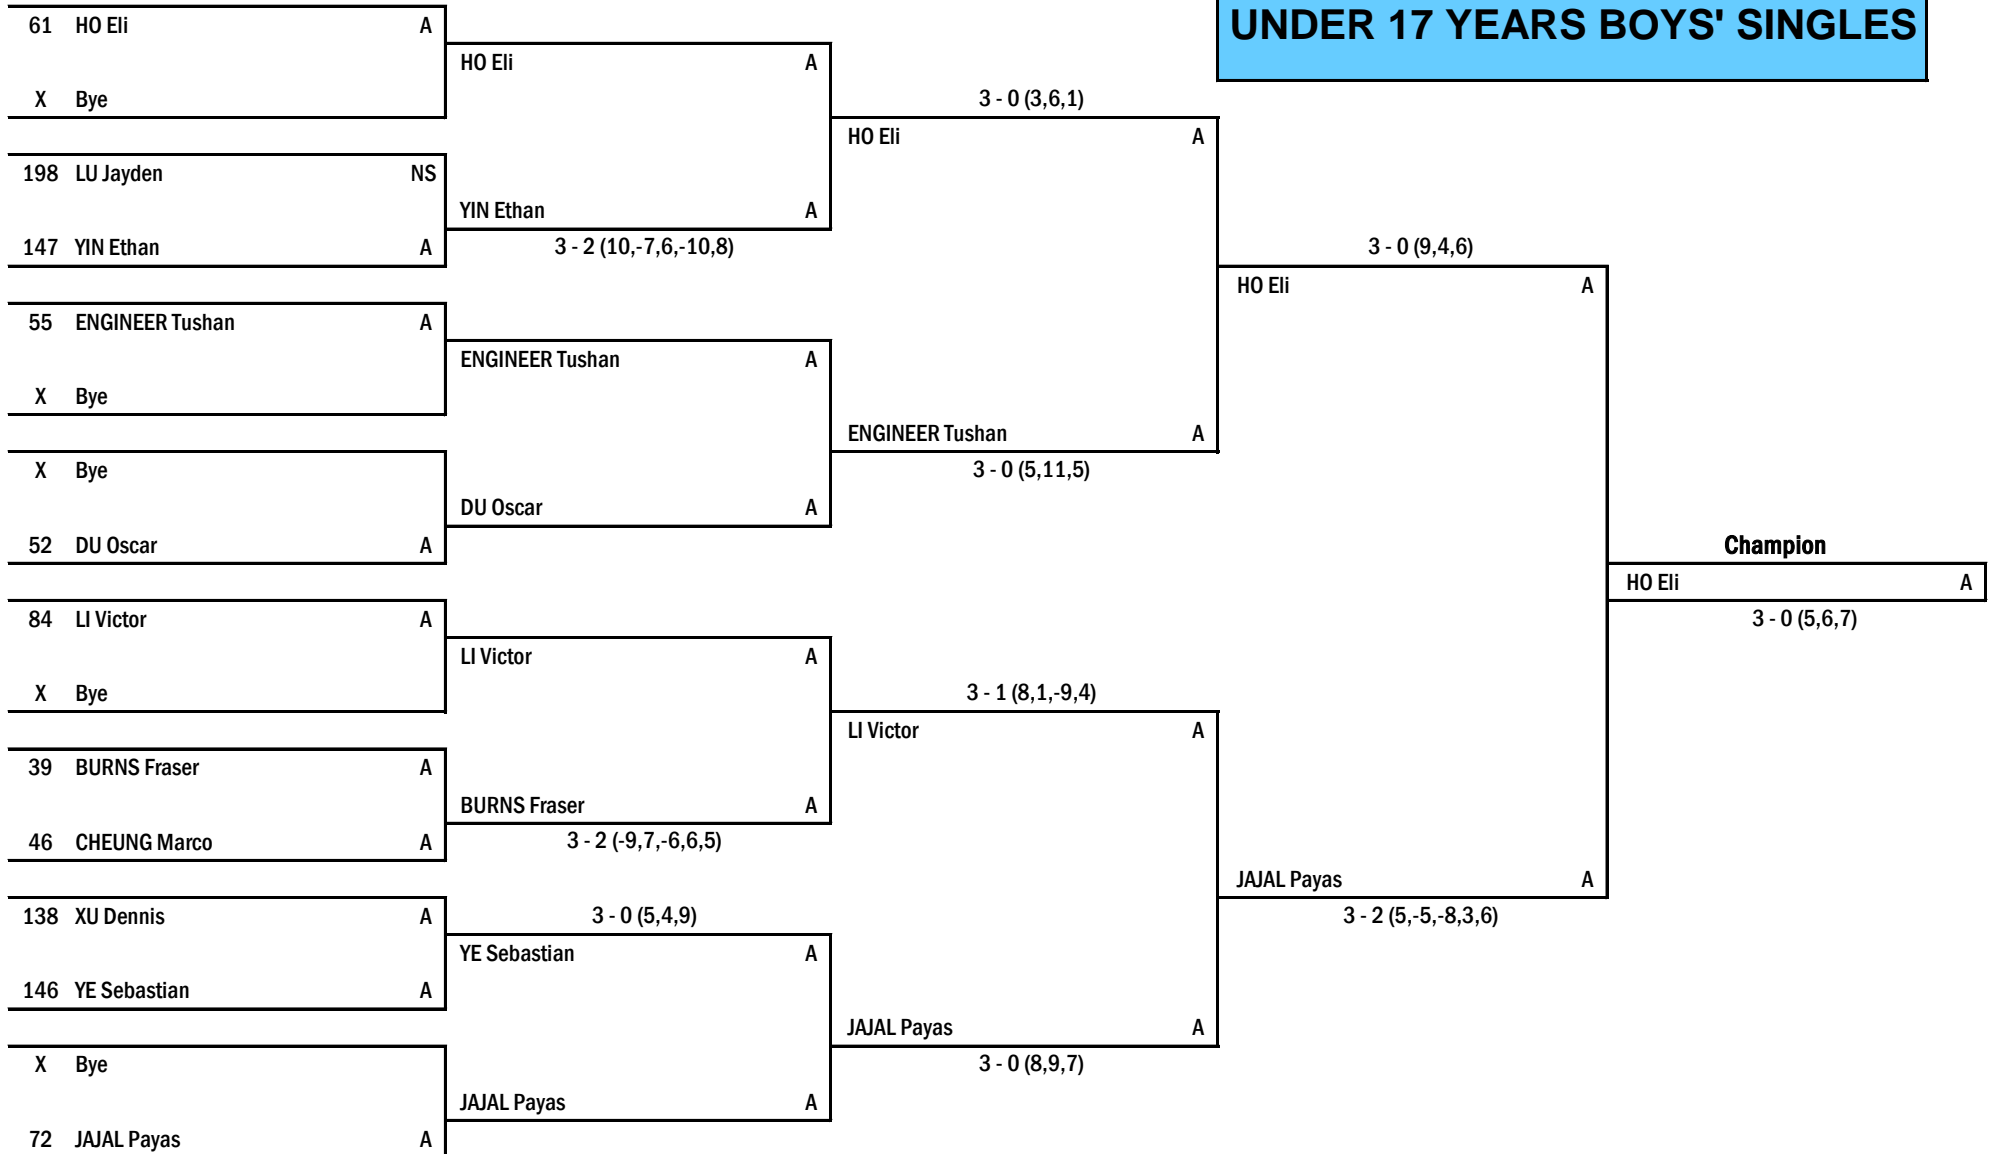 UNDER 17 YEARS BOYS' SINGLES
61 HO Eli A
HO Eli A
X Bye
3 - 0 (3,6,1)
HO Eli A
198 LU Jayden NS
YIN Ethan A
147 YIN Ethan A
3 - 2 (10,-7,6,-10,8)
3 - 0 (9,4,6)
HO Eli A
55 ENGINEER Tushan A
ENGINEER Tushan A
X Bye
ENGINEER Tushan A
X Bye
3 - 0 (5,11,5)
DU Oscar A
52 DU Oscar A
Champion
HO Eli A
3 - 0 (5,6,7)
84 LI Victor A
LI Victor A
X Bye
3 - 1 (8,1,-9,4)
LI Victor A
39 BURNS Fraser A
BURNS Fraser A
46 CHEUNG Marco A
3 - 2 (-9,7,-6,6,5)
JAJAL Payas A
138 XU Dennis A
3 - 0 (5,4,9)
3 - 2 (5,-5,-8,3,6)
YE Sebastian A
146 YE Sebastian A
JAJAL Payas A
X Bye
3 - 0 (8,9,7)
JAJAL Payas A
72 JAJAL Payas A